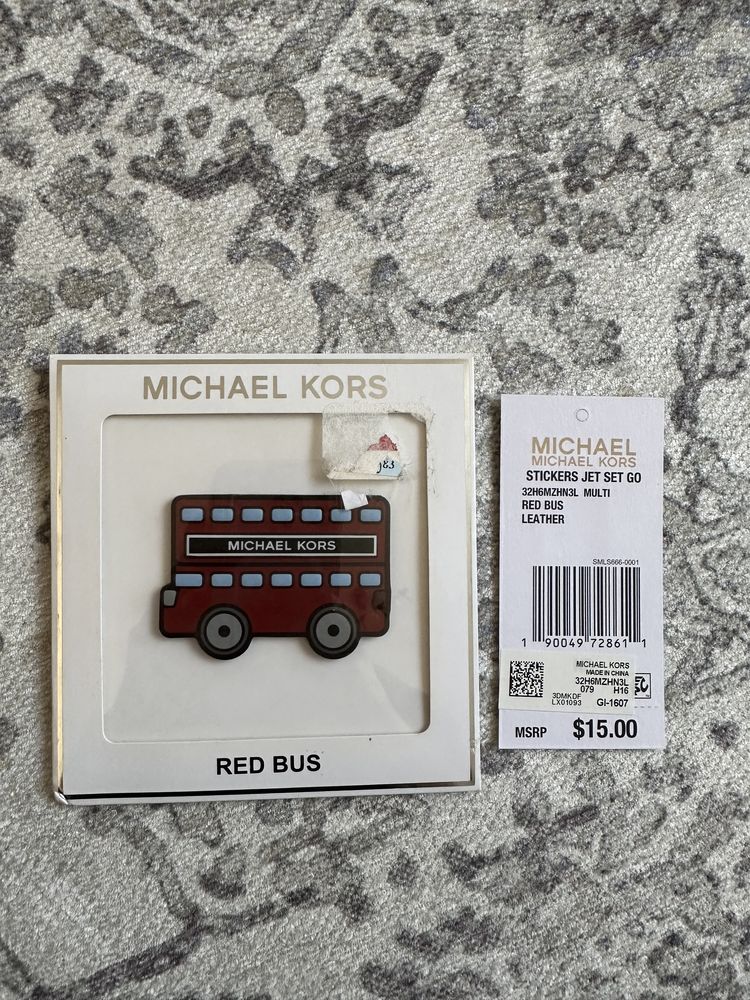 MICHAEL KORS
983
MICHAEL KORS
RED BUS
MICHAEL
MICHAEL KORS
STICKERS JET SET GO
32H6MZHN3L MULTI
RED BUS
LEATHER
SMLS666-0001
1 90049 72861 1
MICHAEL KORS
MADE IN CHINA
32H6MZHN3L
079 H16
3DMKDF
LX01093 GI-1607
MSRP $15.00